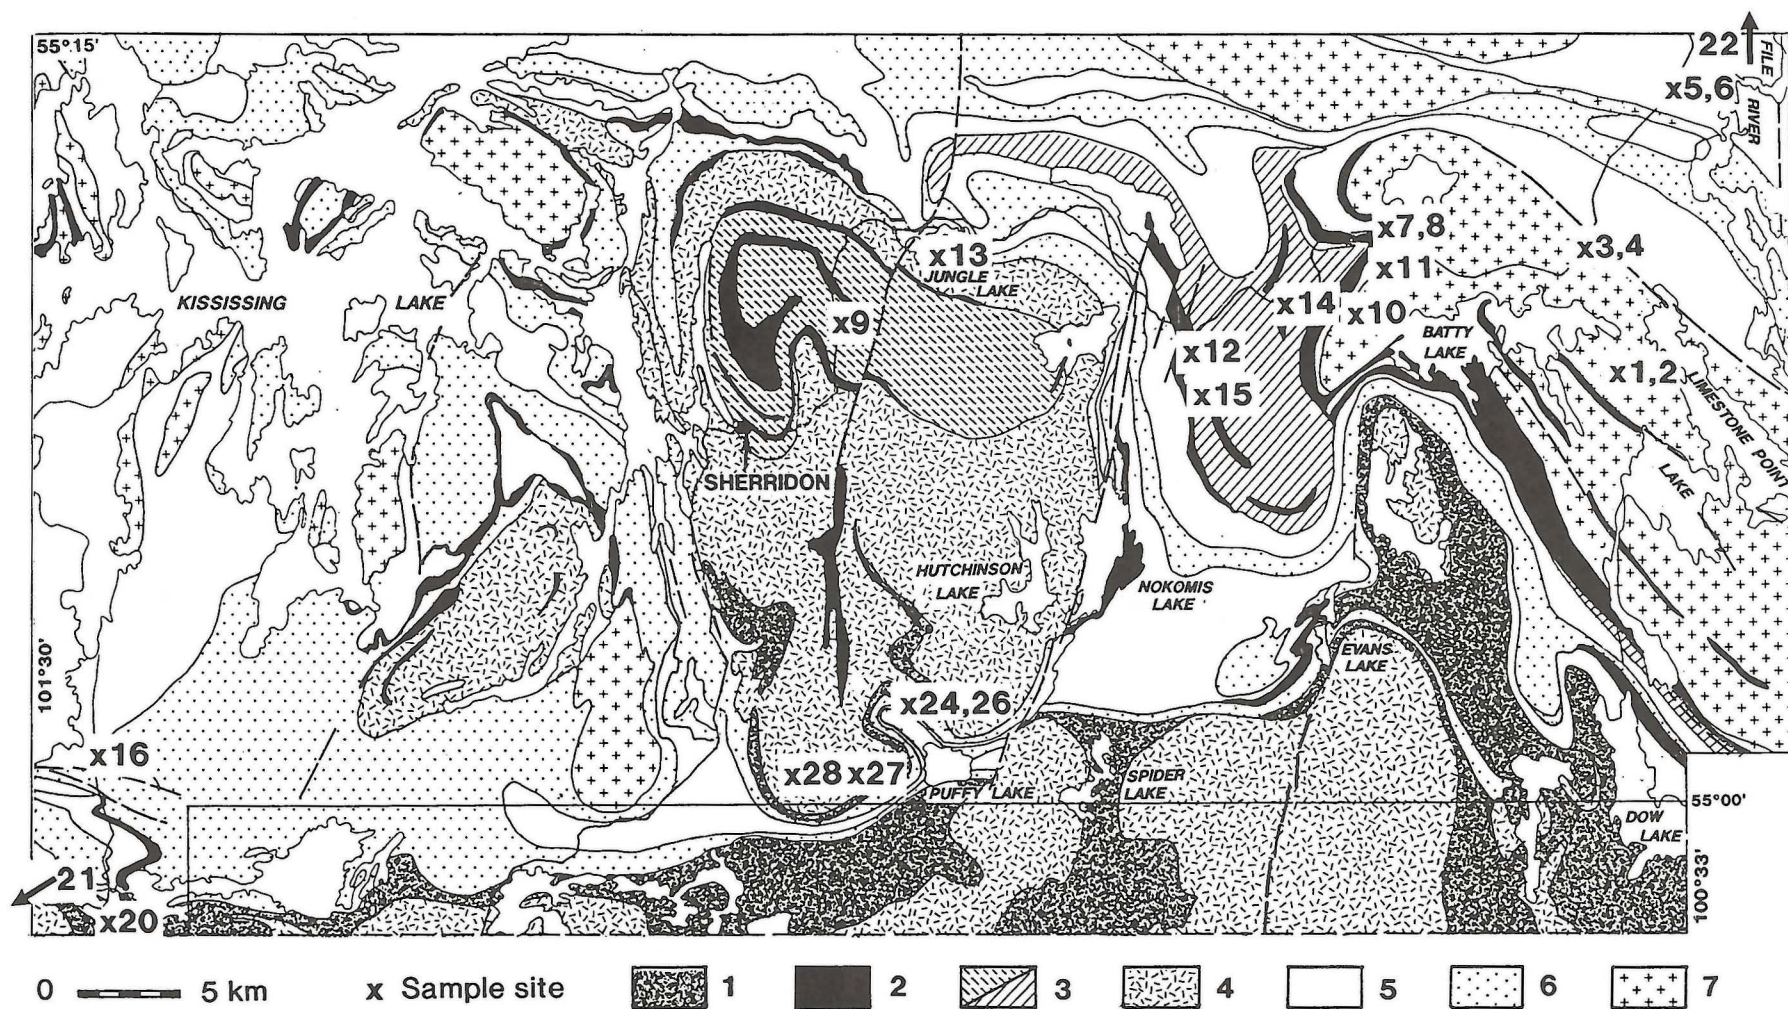 55°15'
22
FILE
RIVER
x5,6
x7,8
x3,4
x13
JUNGLE
LAKE
x11
KISSISSING
LAKE
x9
x14
x10
BATTY
LAKE
x12
x1,2
x15
LIMESTONE POINT
LAKE
SHERRIDON
HUTCHINSON
LAKE
NOKOMIS
LAKE
101°30'
EVANS
LAKE
x24,26
x16
x28
x27
PUFFY LAKE
SPIDER
LAKE
55°00'
DOW
LAKE
100°33'
21
x20
0
5 km
x Sample site
1
2
3
4
5
6
7